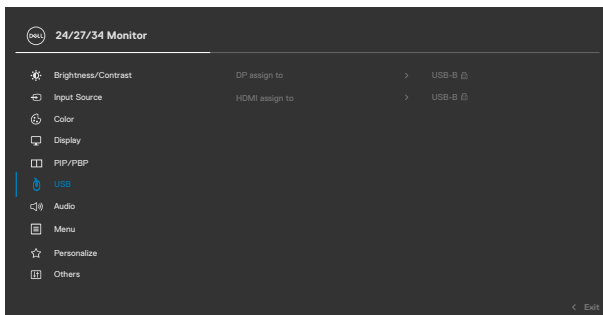 DELL 24/27/34 Monitor
Brightness/Contrast DP assign to > USB-B
Input Source HDMI assign to > USB-B
Color
Display
PIP/PBP
USB
Audio
Menu
Personalize
Others
< Exit